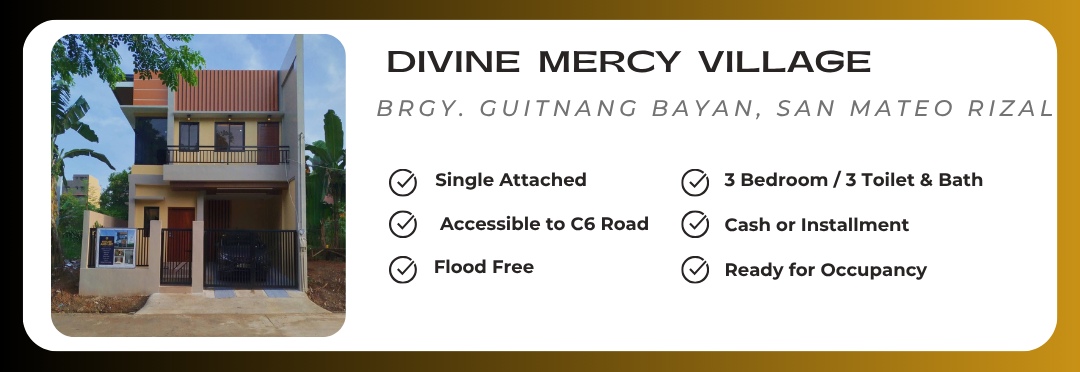 DIVINE MERCY VILLAGE
BRGY. GUITNANG BAYAN, SAN MATEO RIZAL
Single Attached
Accessible to C6 Road
Flood Free
3 Bedroom / 3 Toilet & Bath
Cash or Installment
Ready for Occupancy